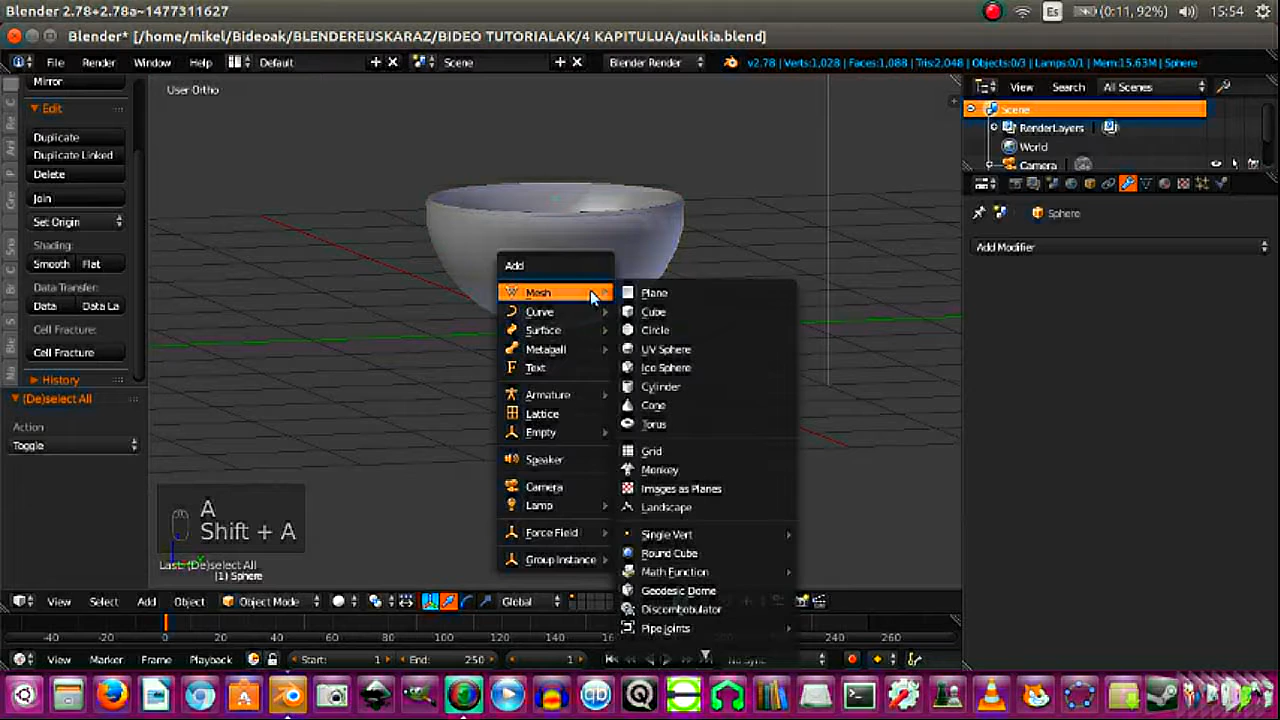 Blender 2.78+2.78a~1477311627
Es
(0:11, 92%)
15:54
Blender* [/home/mikel/Bideoak/BLENDEREUSKARAZ/BIDEO TUTORIALAK/4 KAPITULUA/aulkia.blend]
File Render Window Help
Default
Scene
Blender Render
v2.78 | Verts:1,028 | Faces:1,088 | Tris:2,048 | Objects:0/3 | Lamps:0/1 | Mem:15.63M | Sphere
Mirror
Edit
Duplicate
Duplicate Linked
Delete
Join
Set Origin
Shading:
Smooth Flat
Data Transfer:
Data Data La
Cell Fracture:
Cell Fracture
History
(De)select All
Action
Toggle
User Ortho
Add
Mesh
Curve
Surface
Metaball
Text
Armature
Lattice
Empty
Speaker
Camera
Lamp
Force Field
Group Instance
Plane
Cube
Circle
UV Sphere
Ico Sphere
Cylinder
Cone
Torus
Grid
Monkey
Images as Planes
Landscape
Single Vert
Round Cube
Math Function
Geodesic Dome
Discombobulator
Pipe Joints
A
Shift + A
Last: (De)select All
(1) Sphere
View Search All Scenes
Scene
RenderLayers
World
Camera
Sphere
Add Modifier
View Select Add Object
Object Mode
Global
-40 -20 0 20 40 60 80 100 120 140 240 260
View Marker Frame Playback
Start: 1
End: 250
1
No Sync